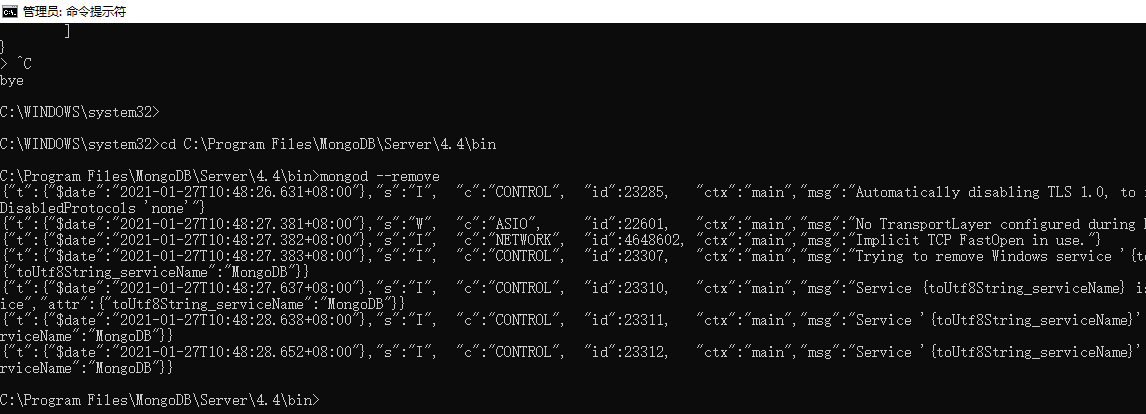 管理员: 命令提示符
]
}
> ^C
bye
C:\WINDOWS\system32>
C:\WINDOWS\system32>cd C:\Program Files\MongoDB\Server\4.4\bin
C:\Program Files\MongoDB\Server\4.4\bin>mongod --remove
{"t":{"$date":"2021-01-27T10:48:26.631+08:00"},"s":"I", "c":"CONTROL", "id":23285, "ctx":"main","msg":"Automatically disabling TLS 1.0, to
DisabledProtocols 'none'"}
{"t":{"$date":"2021-01-27T10:48:27.381+08:00"},"s":"W", "c":"ASIO", "id":22601, "ctx":"main","msg":"No TransportLayer configured during
{"t":{"$date":"2021-01-27T10:48:27.382+08:00"},"s":"I", "c":"NETWORK", "id":4648602, "ctx":"main","msg":"Implicit TCP FastOpen in use."}
{"t":{"$date":"2021-01-27T10:48:27.383+08:00"},"s":"I", "c":"CONTROL", "id":23307, "ctx":"main","msg":"Trying to remove Windows service '{to
{"toUtf8String_serviceName":"MongoDB"}}
{"t":{"$date":"2021-01-27T10:48:27.637+08:00"},"s":"I", "c":"CONTROL", "id":23310, "ctx":"main","msg":"Service {toUtf8String_serviceName} is
ice","attr":{"toUtf8String_serviceName":"MongoDB"}}
{"t":{"$date":"2021-01-27T10:48:28.638+08:00"},"s":"I", "c":"CONTROL", "id":23311, "ctx":"main","msg":"Service '{toUtf8String_serviceName}'
rviceName":"MongoDB"}}
{"t":{"$date":"2021-01-27T10:48:28.652+08:00"},"s":"I", "c":"CONTROL", "id":23312, "ctx":"main","msg":"Service '{toUtf8String_serviceName}'
rviceName":"MongoDB"}}
C:\Program Files\MongoDB\Server\4.4\bin>